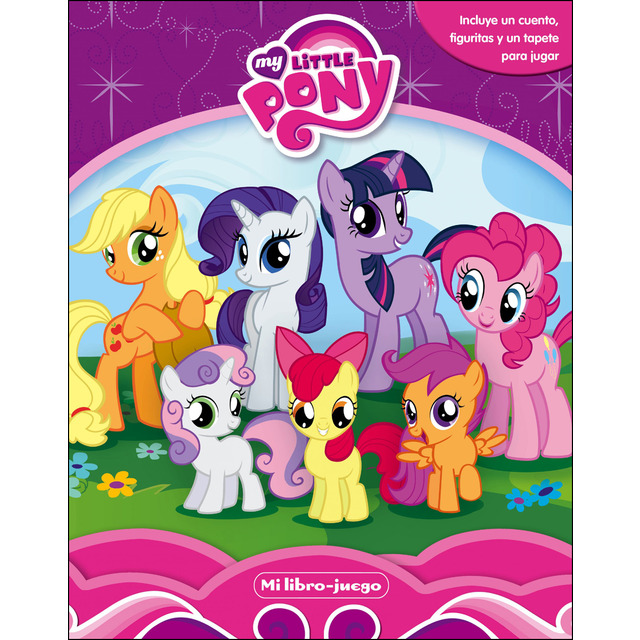 Incluye un cuento,
figuritas y un tapete
para jugar
my LiTTLE
PONY
Mi libro-juego